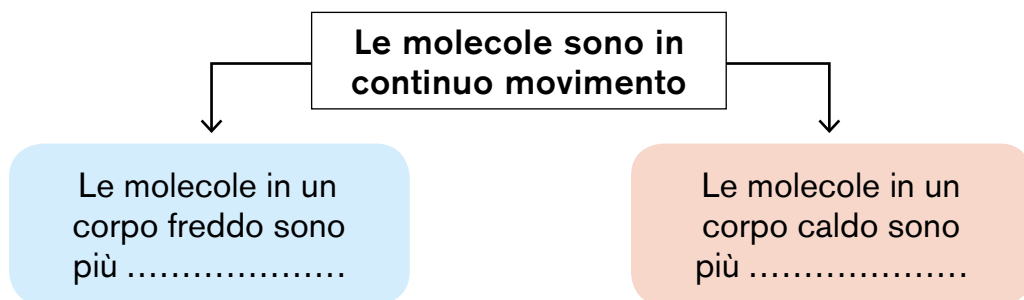 Le molecole sono in
continuo movimento
Le molecole in un
corpo freddo sono
più ....................
Le molecole in un
corpo caldo sono
più ....................